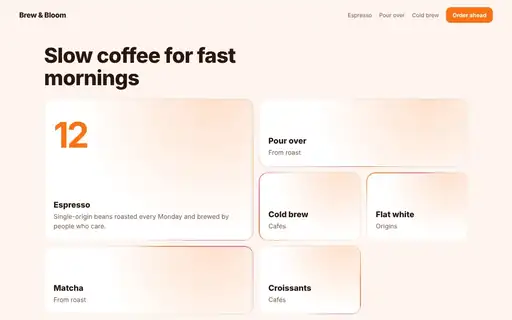 Brew & Bloom
Espresso
Pour over
Cold brew
Order ahead
Slow coffee for fast
mornings
12
Espresso
Single-origin beans roasted every Monday and brewed by
people who care.
Pour over
From roast
Cold brew
Cafés
Flat white
Origins
Matcha
From roast
Croissants
Cafés